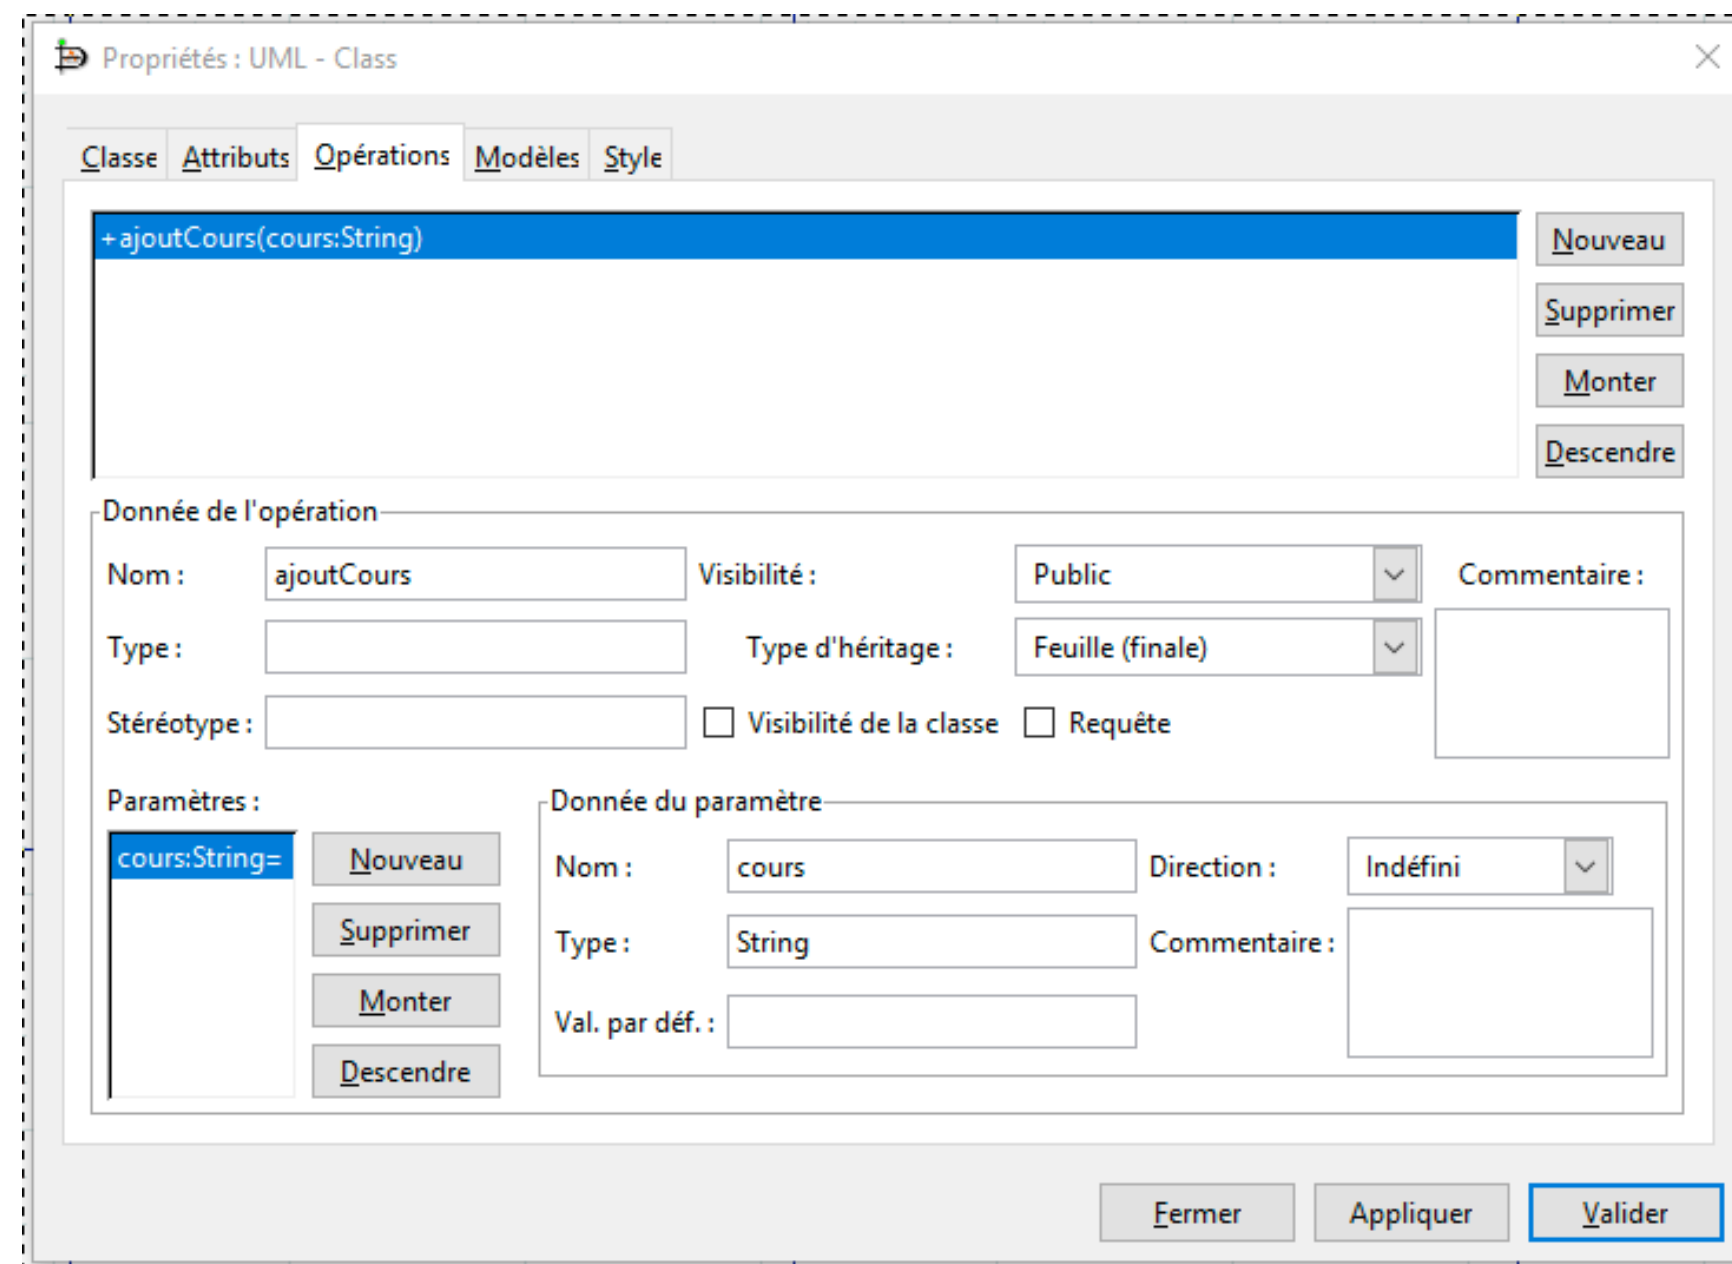 Propriétés : UML - Class
Classe Attributs Opérations Modèles Style
+ajoutCours(cours:String)
Nouveau
Supprimer
Monter
Descendre
Donnée de l'opération
Nom : ajoutCours Visibilité : Public Commentaire :
Type : Type d'héritage : Feuille (finale)
Stéréotype : Visibilité de la classe Requête
Paramètres : Donnée du paramètre
cours:String= Nouveau Nom : cours Direction : Indéfini
Supprimer Type : String Commentaire :
Monter Val. par déf. :
Descendre
Fermer Appliquer Valider